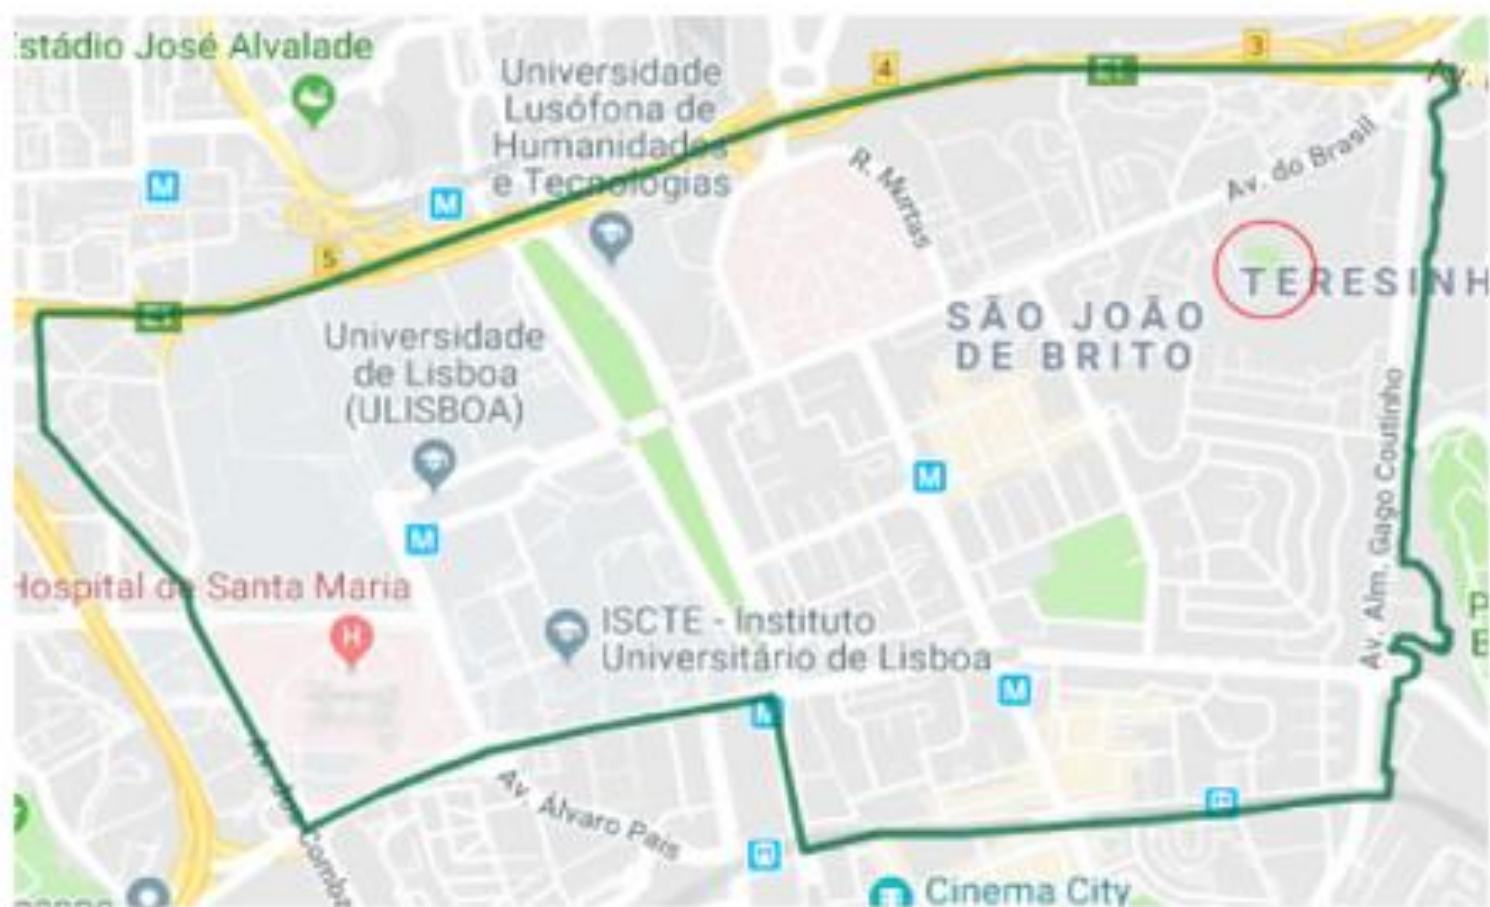 stádio José Alvalade
Universidade
Lusófona de
Humanidades
e Tecnologias
4
3
Av.
M
M
5
R. Murtas
Av. do Brasil
TERESINH
SÃO JOÃO
DE BRITO
Universidade
de Lisboa
(ULISBOA)
M
M
Av. Alm. Gago Coutinho
Hospital de Santa Maria
H
ISCTE - Instituto
Universitário de Lisboa
P
E
M
M
Av. Álvaro Pais
Cinema City